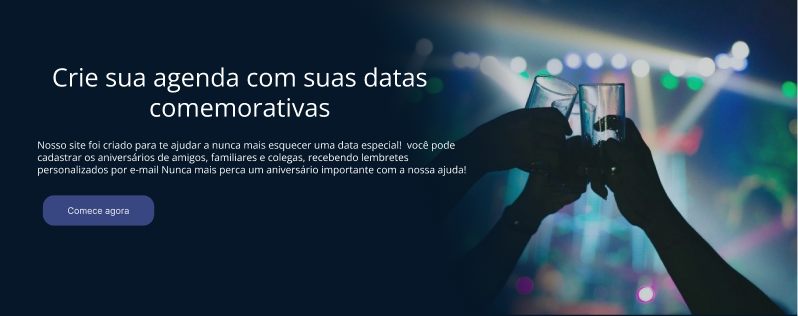 Crie sua agenda com suas datas
comemorativas
Nosso site foi criado para te ajudar a nunca mais esquecer uma data especial!  você pode
cadastrar os aniversários de amigos, familiares e colegas, recebendo lembretes
personalizados por e-mail Nunca mais perca um aniversário importante com a nossa ajuda!
Comece agora